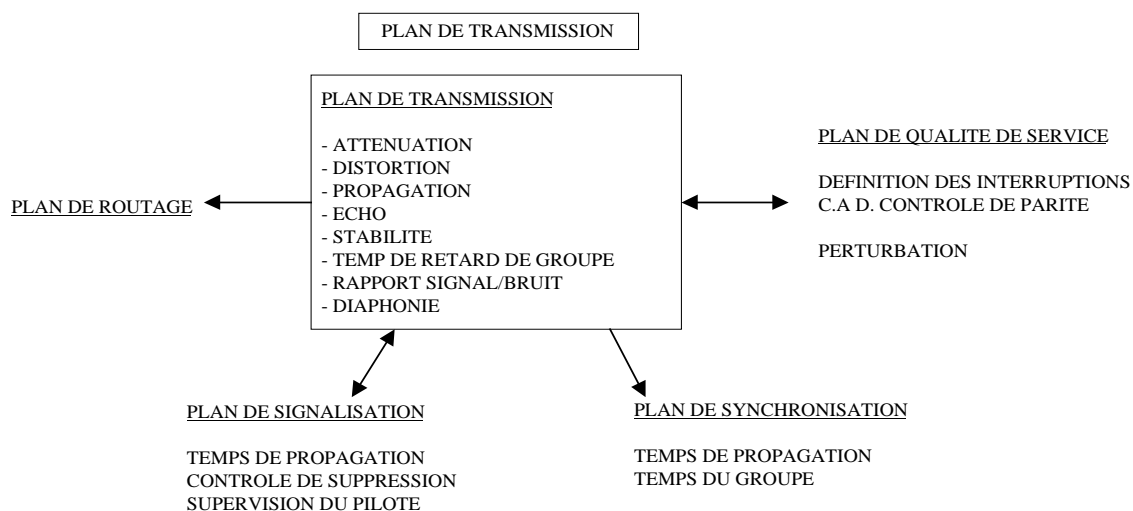 PLAN DE TRANSMISSION
PLAN DE TRANSMISSION
- ATTENUATION
- DISTORTION
- PROPAGATION
- ECHO
- STABILITE
- TEMP DE RETARD DE GROUPE
- RAPPORT SIGNAL/BRUIT
- DIAPHONIE
PLAN DE ROUTAGE
PLAN DE QUALITE DE SERVICE
DEFINITION DES INTERRUPTIONS
C.A D. CONTROLE DE PARITE
PERTURBATION
PLAN DE SIGNALISATION
TEMPS DE PROPAGATION
CONTROLE DE SUPPRESSION
SUPERVISION DU PILOTE
PLAN DE SYNCHRONISATION
TEMPS DE PROPAGATION
TEMPS DU GROUPE